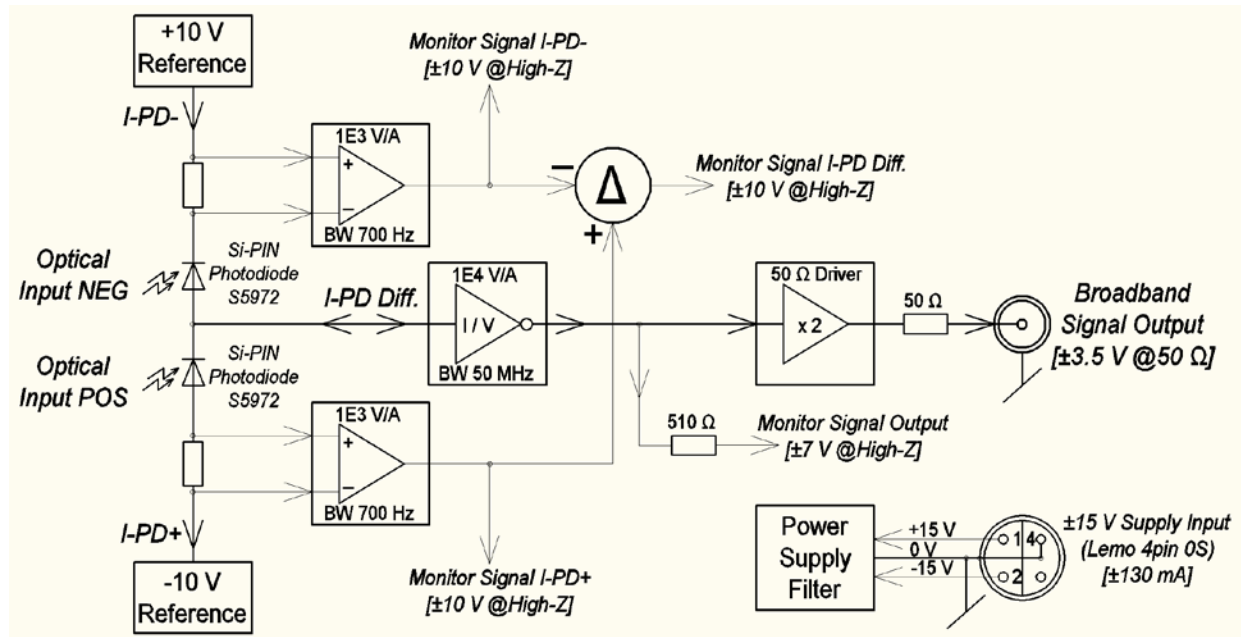 +10 V
Reference
I-PD-
1E3 V/A
+
−
BW 700 Hz
Monitor Signal I-PD-
[±10 V @High-Z]
−
Δ
+
Monitor Signal I-PD Diff.
[±10 V @High-Z]
Optical
Input NEG
Si-PIN
Photodiode
S5972
I-PD Diff.
1E4 V/A
I / V
BW 50 MHz
50 Ω Driver
x 2
50 Ω
Broadband
Signal Output
[±3.5 V @50 Ω]
Optical
Input POS
Si-PIN
Photodiode
S5972
510 Ω
Monitor Signal Output
[±7 V @High-Z]
1E3 V/A
+
−
BW 700 Hz
I-PD+
-10 V
Reference
Monitor Signal I-PD+
[±10 V @High-Z]
Power
Supply
Filter
+15 V
0 V
-15 V
1 4
2
±15 V Supply Input
(Lemo 4pin 0S)
[±130 mA]